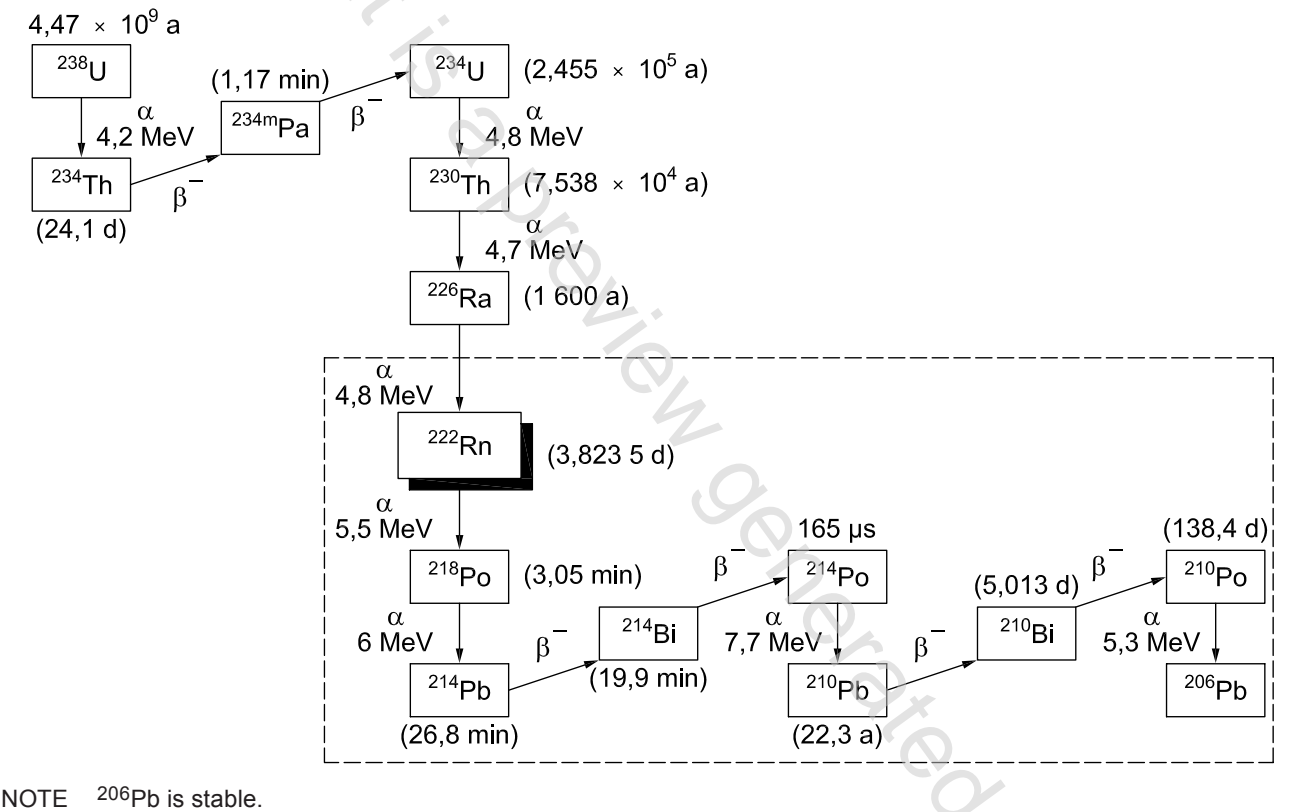 4,47 × 10⁹ a
²³⁸U
α
4,2 MeV
²³⁴Th
(24,1 d)
β⁻
(1,17 min)
²³⁴ᵐPa
β⁻
²³⁴U
(2,455 × 10⁵ a)
α
4,8 MeV
²³⁰Th
(7,538 × 10⁴ a)
α
4,7 MeV
²²⁶Ra
(1 600 a)
α
4,8 MeV
²²²Rn
(3,823 5 d)
α
5,5 MeV
²¹⁸Po
(3,05 min)
α
6 MeV
²¹⁴Pb
(26,8 min)
β⁻
²¹⁴Bi
(19,9 min)
β⁻
165 µs
²¹⁴Po
α
7,7 MeV
²¹⁰Pb
(22,3 a)
β⁻
(5,013 d)
²¹⁰Bi
β⁻
(138,4 d)
²¹⁰Po
α
5,3 MeV
²⁰⁶Pb
NOTE ²⁰⁶Pb is stable.
is a preview generated